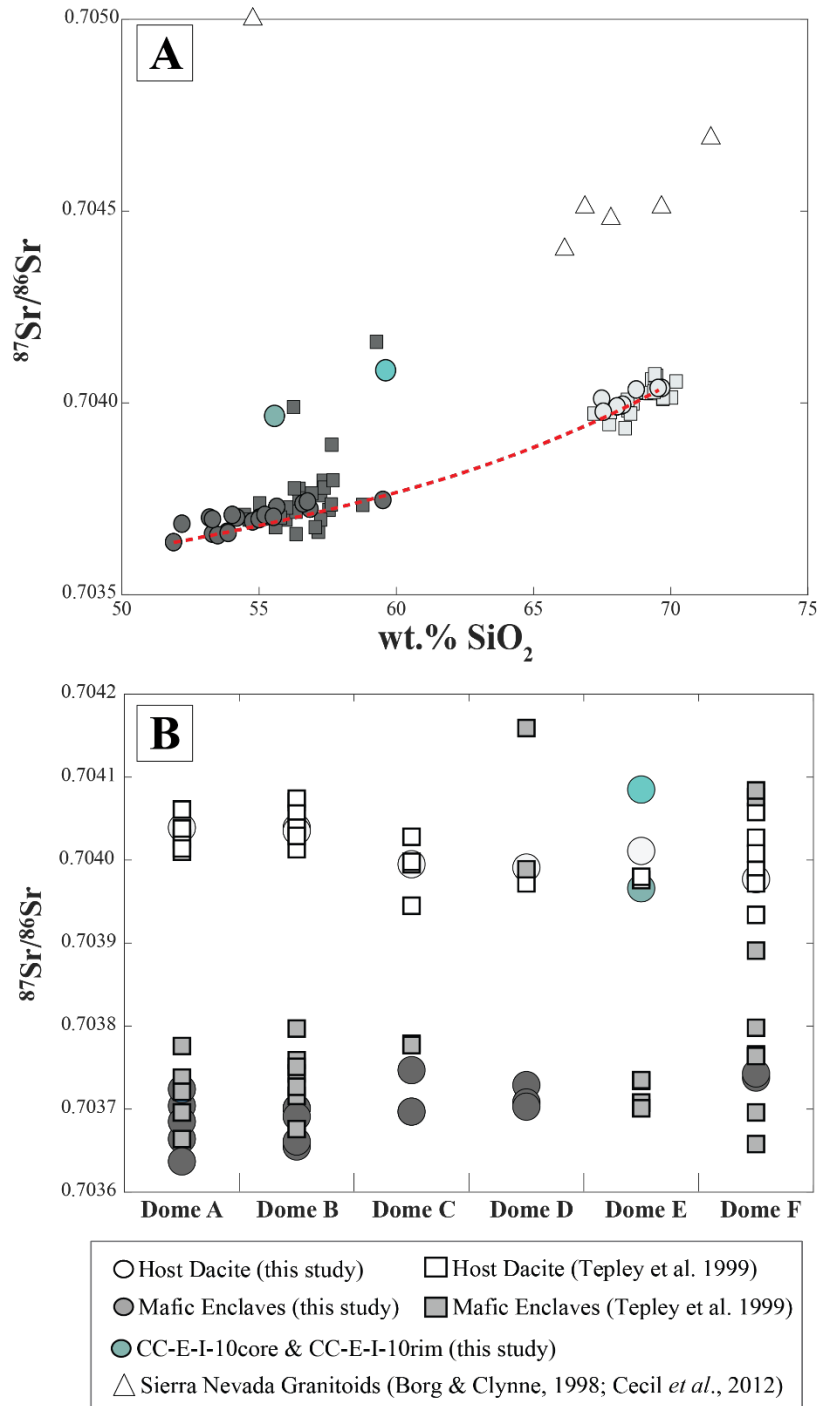 A
0.7050
0.7045
0.7040
0.7035
87Sr/86Sr
50 55 60 65 70 75
wt.% SiO2
B
0.7042
0.7041
0.7040
0.7039
0.7038
0.7037
0.7036
87Sr/86Sr
Dome A Dome B Dome C Dome D Dome E Dome F
Host Dacite (this study) Host Dacite (Tepley et al. 1999)
Mafic Enclaves (this study) Mafic Enclaves (Tepley et al. 1999)
CC-E-I-10core & CC-E-I-10rim (this study)
Sierra Nevada Granitoids (Borg & Clynne, 1998; Cecil et al., 2012)